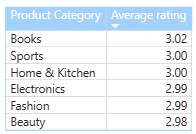 Product Category Average rating
Books 3.02
Sports 3.00
Home & Kitchen 3.00
Electronics 2.99
Fashion 2.99
Beauty 2.98